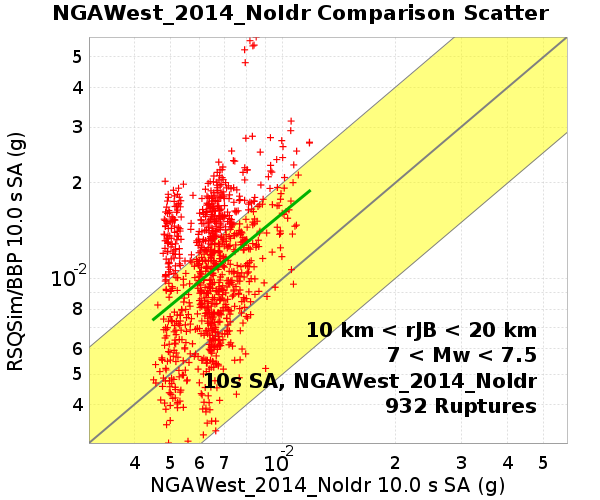 NGAWest_2014_NoIdr Comparison Scatter
RSQSim/BBP 10.0 s SA (g)
5
4
3
2
10-2
8
6
5
4
10 km < rJB < 20 km
7 < Mw < 7.5
10s SA, NGAWest_2014_NoIdr
932 Ruptures
4 5 6 7 10-2 2 3 4 5
NGAWest_2014_NoIdr 10.0 s SA (g)